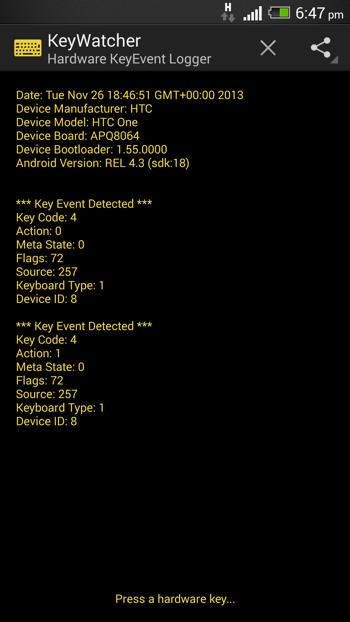 H
6:47 pm
KeyWatcher
Hardware KeyEvent Logger
Date: Tue Nov 26 18:46:51 GMT+00:00 2013
Device Manufacturer: HTC
Device Model: HTC One
Device Board: APQ8064
Device Bootloader: 1.55.0000
Android Version: REL 4.3 (sdk:18)
*** Key Event Detected ***
Key Code: 4
Action: 0
Meta State: 0
Flags: 72
Source: 257
Keyboard Type: 1
Device ID: 8
*** Key Event Detected ***
Key Code: 4
Action: 1
Meta State: 0
Flags: 72
Source: 257
Keyboard Type: 1
Device ID: 8
Press a hardware key...